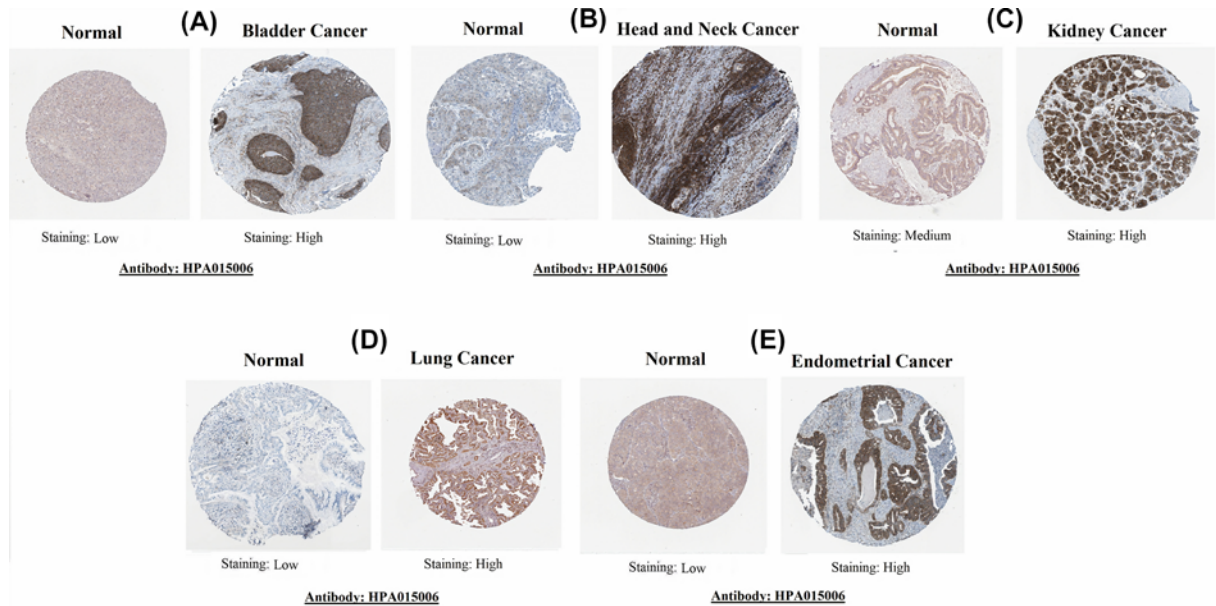 (A)
Normal
Bladder Cancer
Staining: Low
Staining: High
Antibody: HPA015006
(B)
Normal
Head and Neck Cancer
Staining: Low
Staining: High
Antibody: HPA015006
(C)
Normal
Kidney Cancer
Staining: Medium
Staining: High
Antibody: HPA015006
(D)
Normal
Lung Cancer
Staining: Low
Staining: High
Antibody: HPA015006
(E)
Normal
Endometrial Cancer
Staining: Low
Staining: High
Antibody: HPA015006